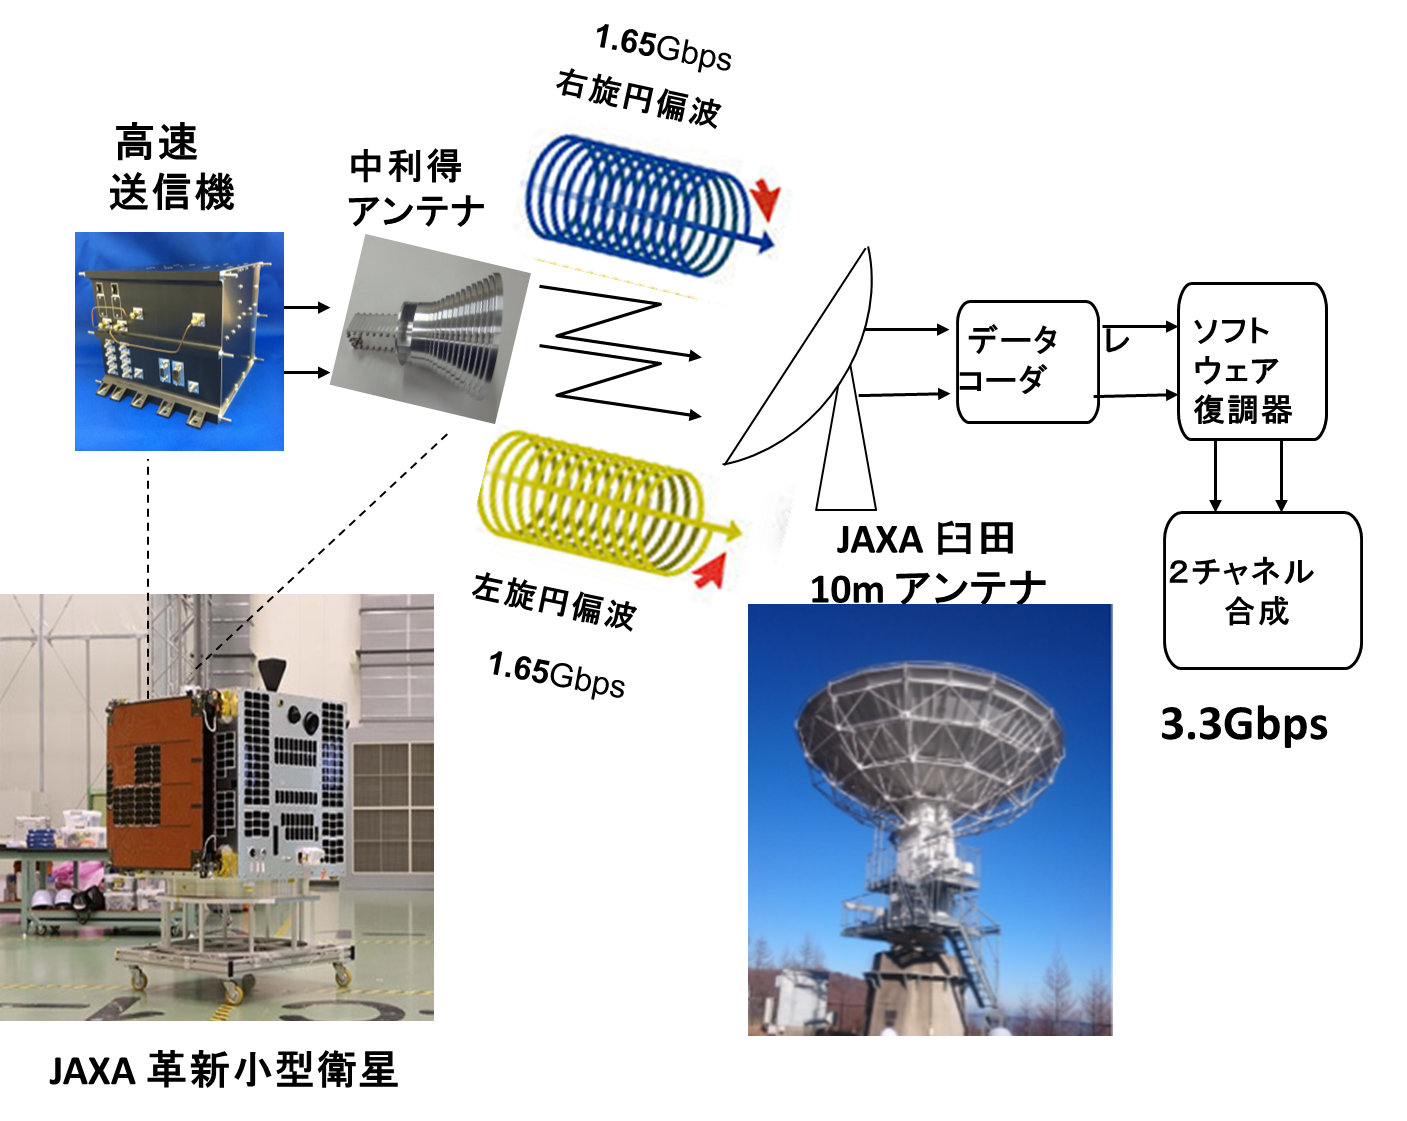 1.65Gbps
右旋円偏波
高速
送信機
中利得
アンテナ
データ レ
コーダ
ソフト
ウェア
復調器
JAXA 臼田
10m アンテナ
2チャネル
合成
左旋円偏波
1.65Gbps
3.3Gbps
JAXA 革新小型衛星